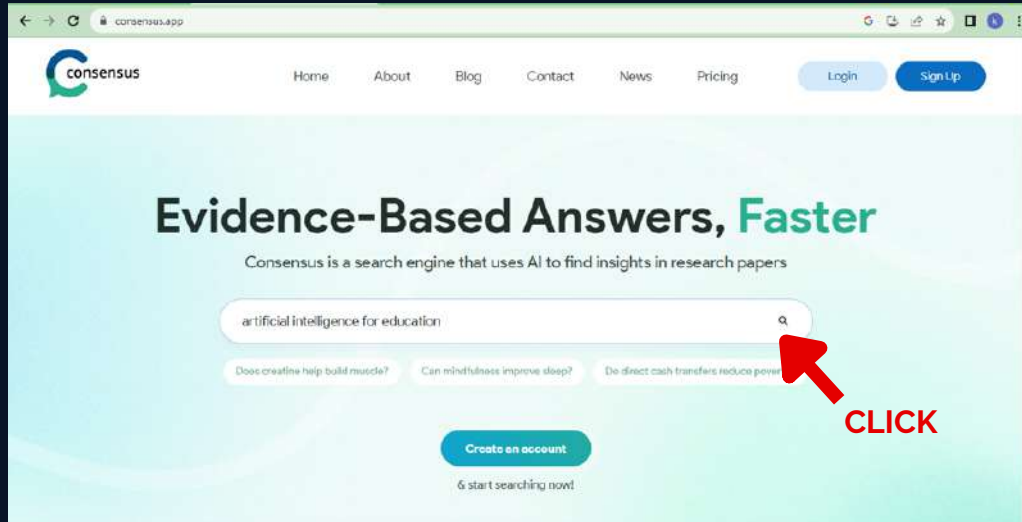 consensus.app
consensus
Home About Blog Contact News Pricing Login Sign Up
Evidence-Based Answers, Faster
Consensus is a search engine that uses AI to find insights in research papers
artificial intelligence for education
Does creatine help build muscle? Can mindfulness improve sleep? Do direct cash transfers reduce pover
CLICK
Create an account
& start searching now!